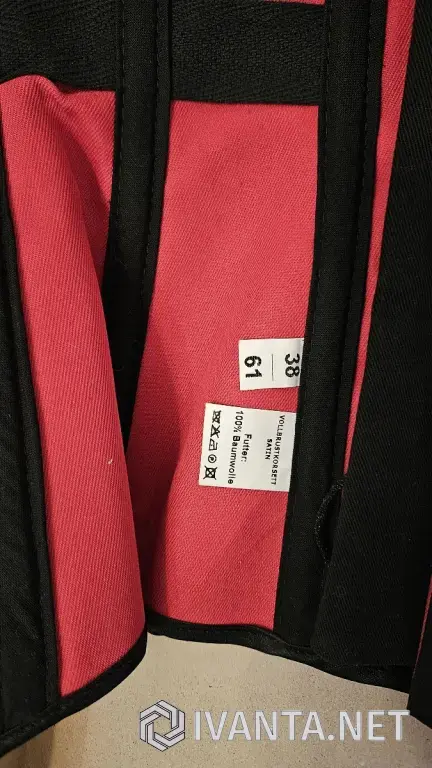 38
61
VOLLBRUSTKORSETT
SATIN
Futter:
100% Baumwolle
IVANTA.NET